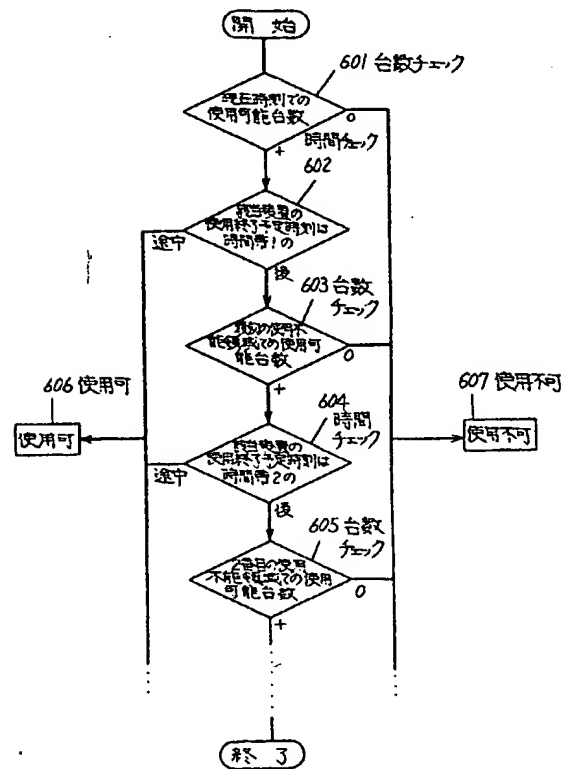 開始
601 台数チェック
現在時刻での
使用可能台数
0
+
時間チェック
602
該当装置の
使用終了予定時刻は
時間帯1の
途中
後
603 台数
チェック
最初の使用不
能領域での使用可
能台数
0
+
606 使用可
使用可
607 使用不可
使用不可
604
時間
チェック
該当装置の
使用終了予定時刻は
時間帯2の
途中
後
605 台数
チェック
2番目の使用
不能領域での使用
可能台数
0
+
終了